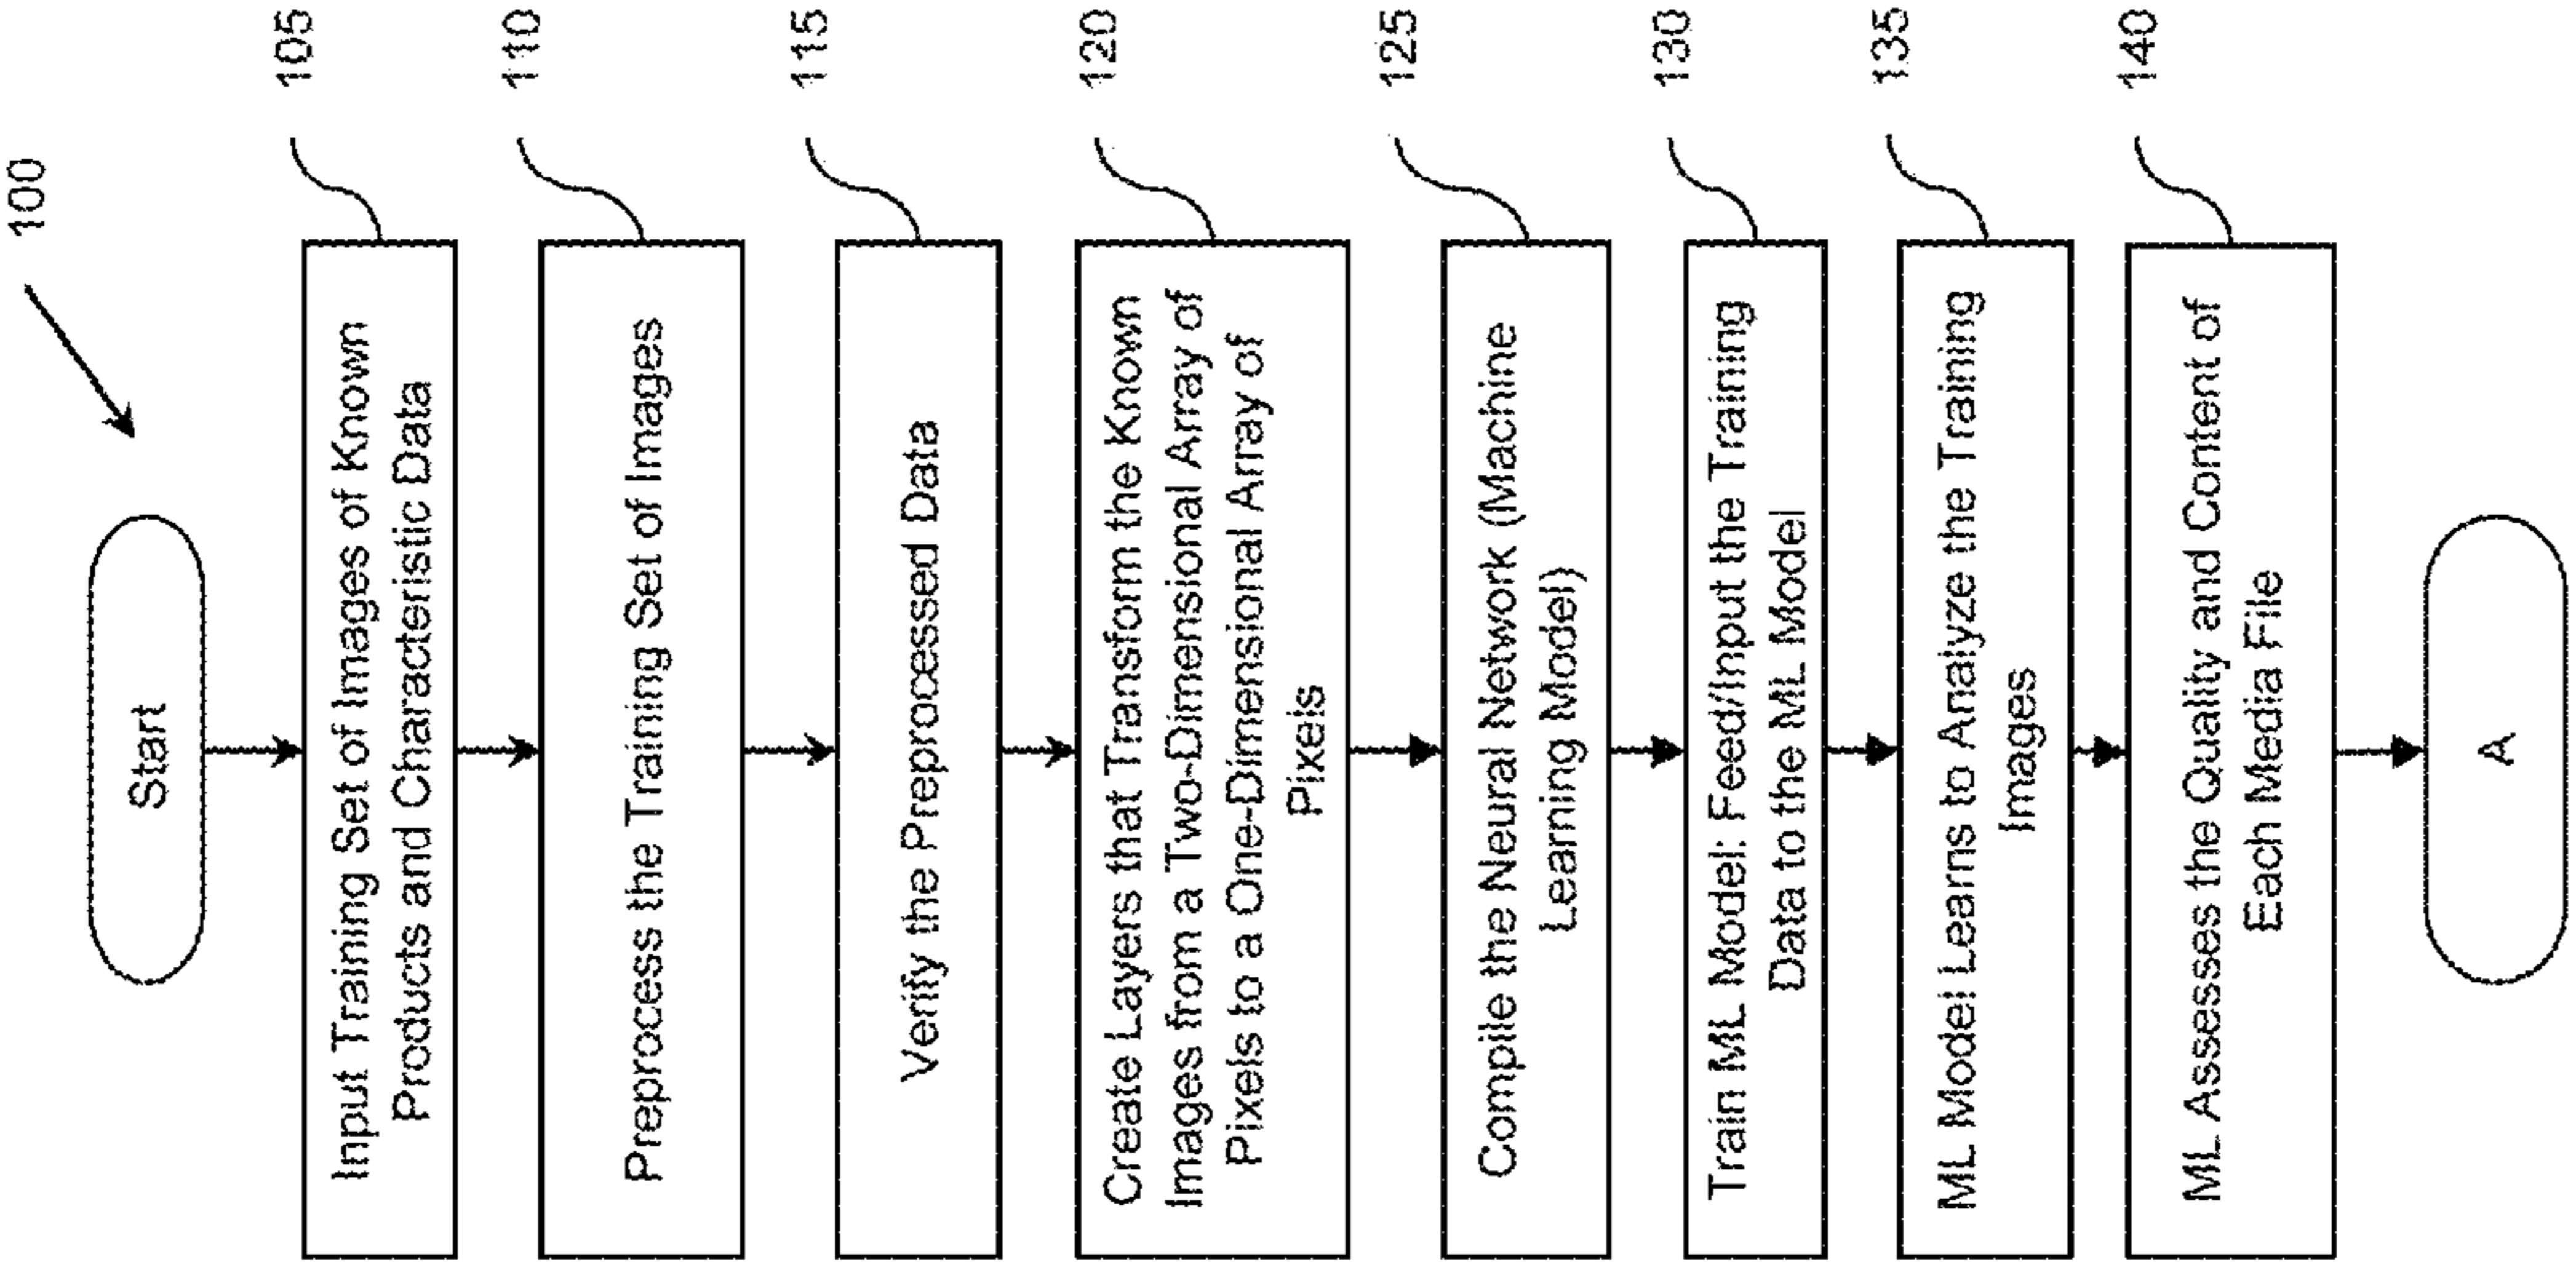 100
Start
Input Training Set of Images of Known
Products and Characteristic Data
105
Preprocess the Training Set of Images
110
Verify the Preprocessed Data
115
Create Layers that Transform the Known
Images from a Two-Dimensional Array of
Pixels to a One-Dimensional Array of
Pixels
120
Compile the Neural Network (Machine
Learning Model)
125
Train ML Model: Feed/Input the Training
Data to the ML Model
130
ML Model Learns to Analyze the Training
Images
135
ML Assesses the Quality and Content of
Each Media File
140
A